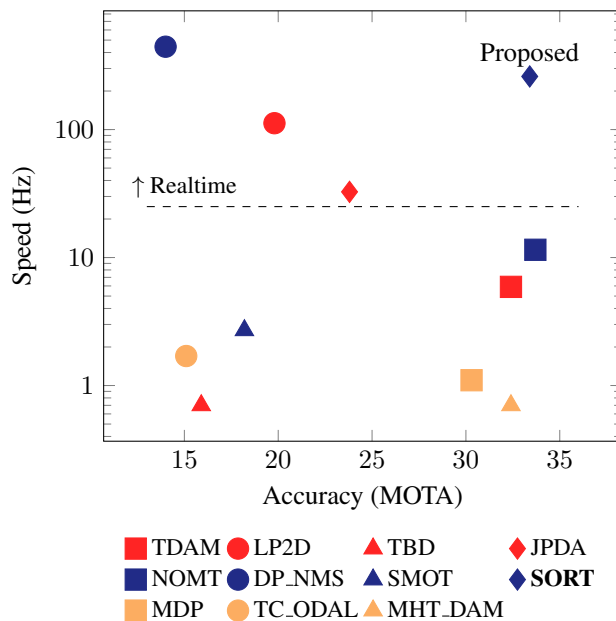 Proposed
100
↑ Realtime
Speed (Hz)
10
1
15 20 25 30 35
Accuracy (MOTA)
TDAM LP2D TBD JPDA
NOMT DP_NMS SMOT SORT
MDP TC_ODAL MHT_DAM